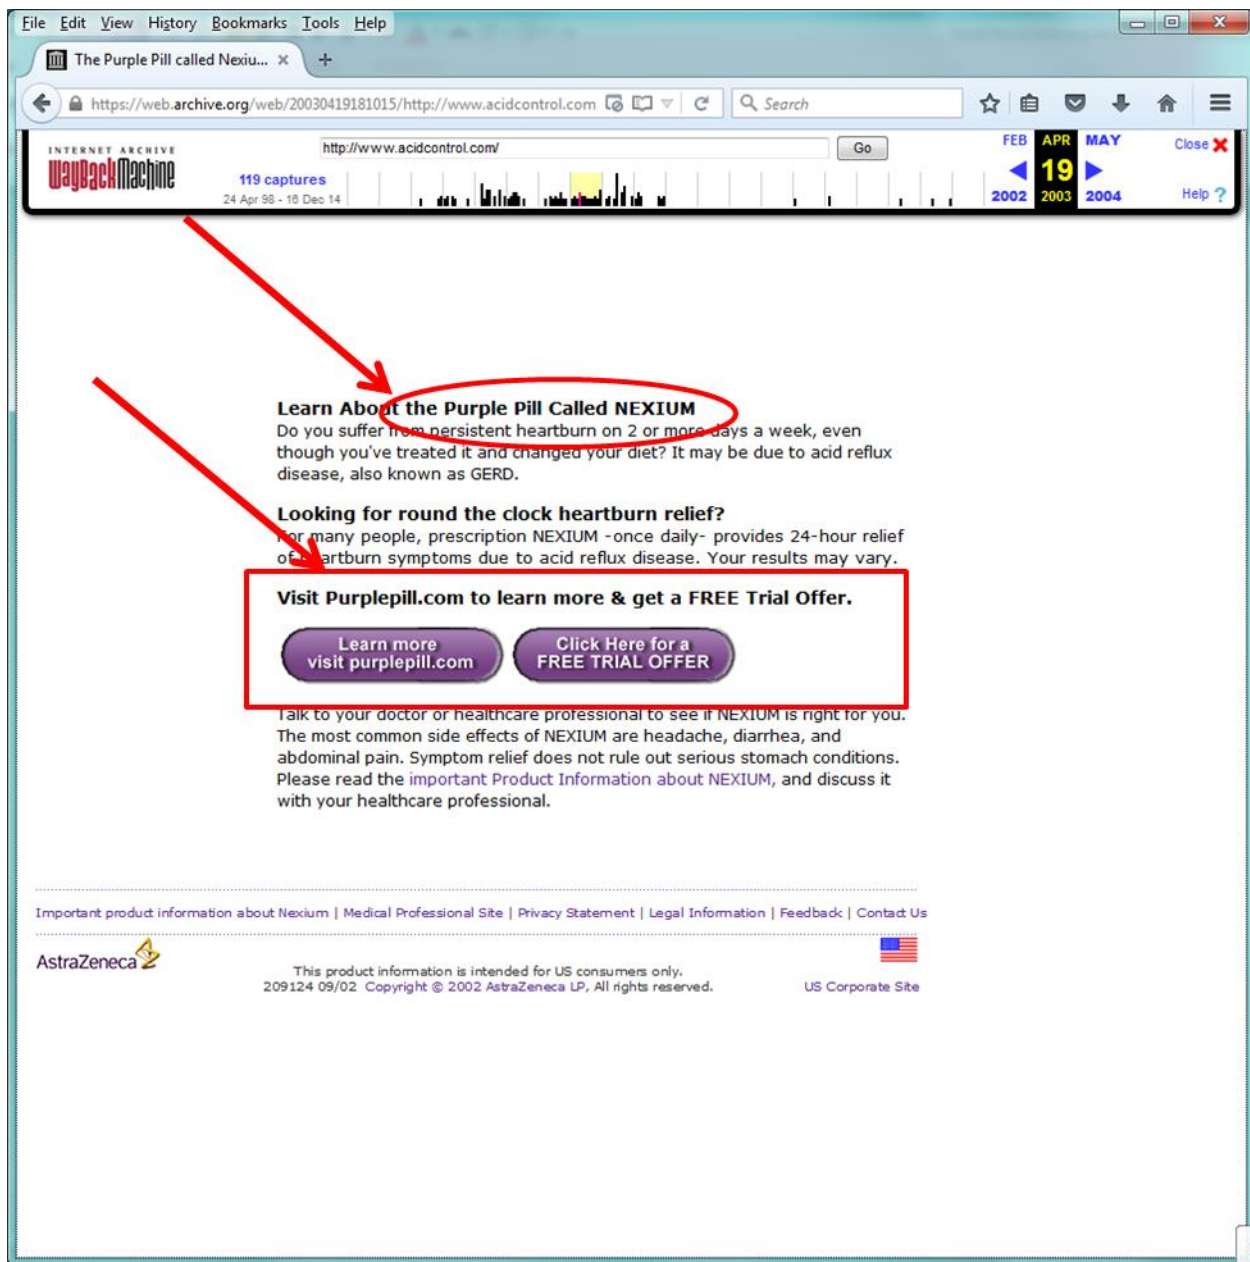 File Edit View History Bookmarks Tools Help
The Purple Pill called Nexiu... × +
https://web.archive.org/web/20030419181015/http://www.acidcontrol.com Search
INTERNET ARCHIVE
WayBackMachine
http://www.acidcontrol.com/ Go
119 captures
24 Apr 98 - 16 Dec 14
FEB APR MAY
19
2002 2003 2004
Close
Help ?
Learn About the Purple Pill Called NEXIUM
Do you suffer from persistent heartburn on 2 or more days a week, even
though you've treated it and changed your diet? It may be due to acid reflux
disease, also known as GERD.
Looking for round the clock heartburn relief?
For many people, prescription NEXIUM -once daily- provides 24-hour relief
of heartburn symptoms due to acid reflux disease. Your results may vary.
Visit Purplepill.com to learn more & get a FREE Trial Offer.
Learn more
visit purplepill.com
Click Here for a
FREE TRIAL OFFER
Talk to your doctor or healthcare professional to see if NEXIUM is right for you.
The most common side effects of NEXIUM are headache, diarrhea, and
abdominal pain. Symptom relief does not rule out serious stomach conditions.
Please read the important Product Information about NEXIUM, and discuss it
with your healthcare professional.
Important product information about Nexium | Medical Professional Site | Privacy Statement | Legal Information | Feedback | Contact Us
AstraZeneca
This product information is intended for US consumers only.
209124 09/02 Copyright © 2002 AstraZeneca LP, All rights reserved.
US Corporate Site